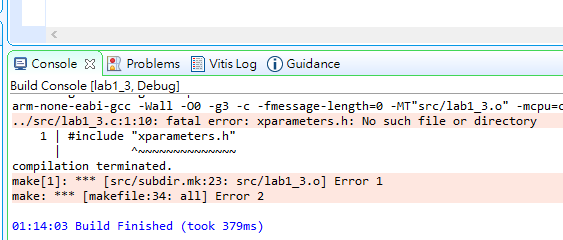 Console
Problems
Vitis Log
Guidance
Build Console [lab1_3, Debug]
arm-none-eabi-gcc -Wall -O0 -g3 -c -fmessage-length=0 -MT"src/lab1_3.o" -mcpu=c
../src/lab1_3.c:1:10: fatal error: xparameters.h: No such file or directory
1 | #include "xparameters.h"
| ^~~~~~~~~~~~~~~
compilation terminated.
make[1]: *** [src/subdir.mk:23: src/lab1_3.o] Error 1
make: *** [makefile:34: all] Error 2
01:14:03 Build Finished (took 379ms)